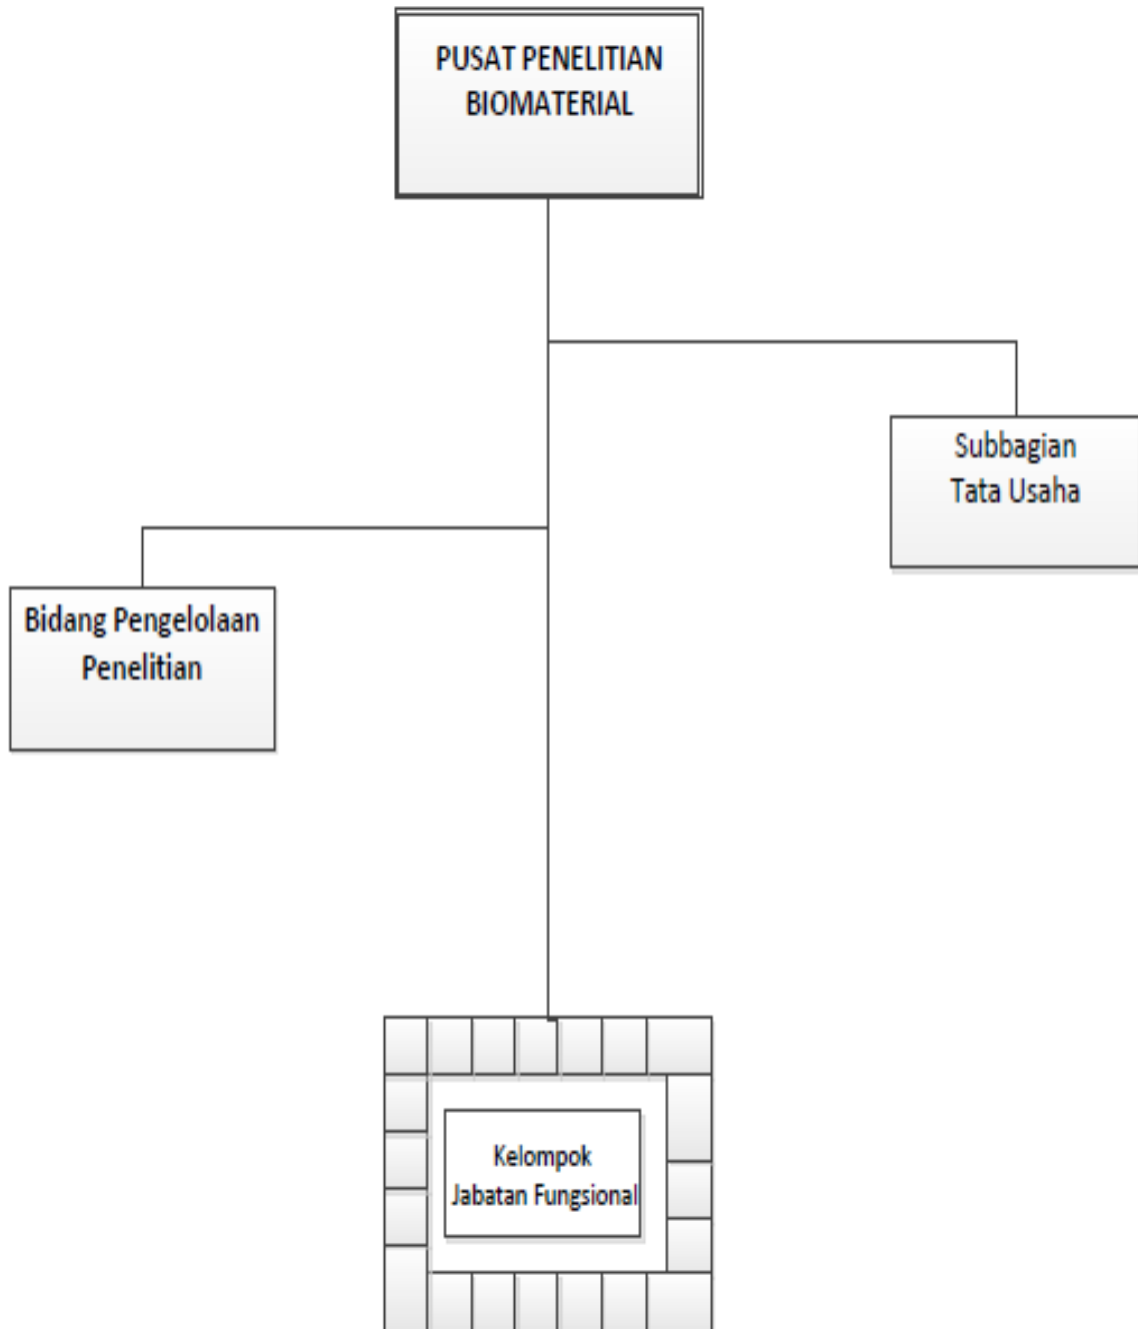 PUSAT PENELITIAN
BIOMATERIAL
Subbagian
Tata Usaha
Bidang Pengelolaan
Penelitian
Kelompok
Jabatan Fungsional